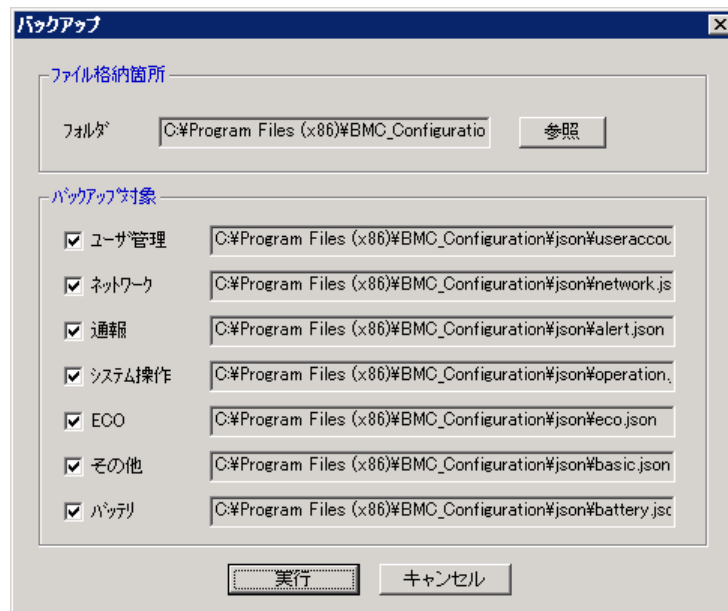 バックアップ
ファイル格納箇所
フォルダ C:¥Program Files (x86)¥BMC_Configuratio 参照
バックアップ対象
ユーザ管理 C:¥Program Files (x86)¥BMC_Configuration¥json¥useraccou
ネットワーク C:¥Program Files (x86)¥BMC_Configuration¥json¥network.js
通報 C:¥Program Files (x86)¥BMC_Configuration¥json¥alert.json
システム操作 C:¥Program Files (x86)¥BMC_Configuration¥json¥operation.
ECO C:¥Program Files (x86)¥BMC_Configuration¥json¥eco.json
その他 C:¥Program Files (x86)¥BMC_Configuration¥json¥basic.json
バッテリ C:¥Program Files (x86)¥BMC_Configuration¥json¥battery.jso
実行 キャンセル